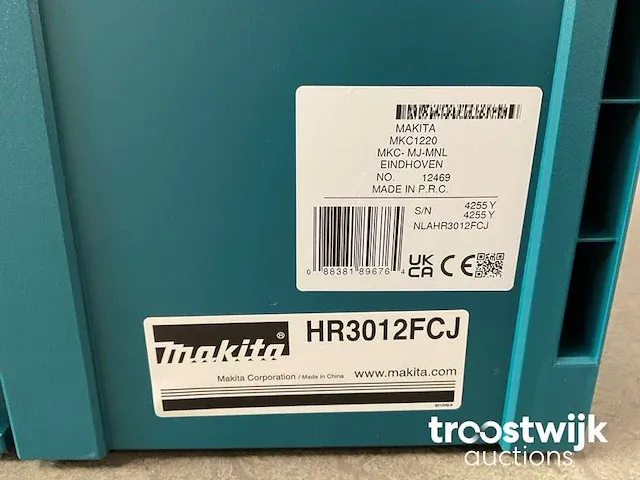 MAKITA
MKC1220
MKC- MJ-MNL
EINDHOVEN
NO. 12469
MADE IN P.R.C.
S/N 4255 Y
4255 Y
NLAHR3012FCJ
0 88381 89676 4
UK
CA CE
makita® HR3012FCJ
Makita Corporation / Made in China www.makita.com
troostwijk
auctions